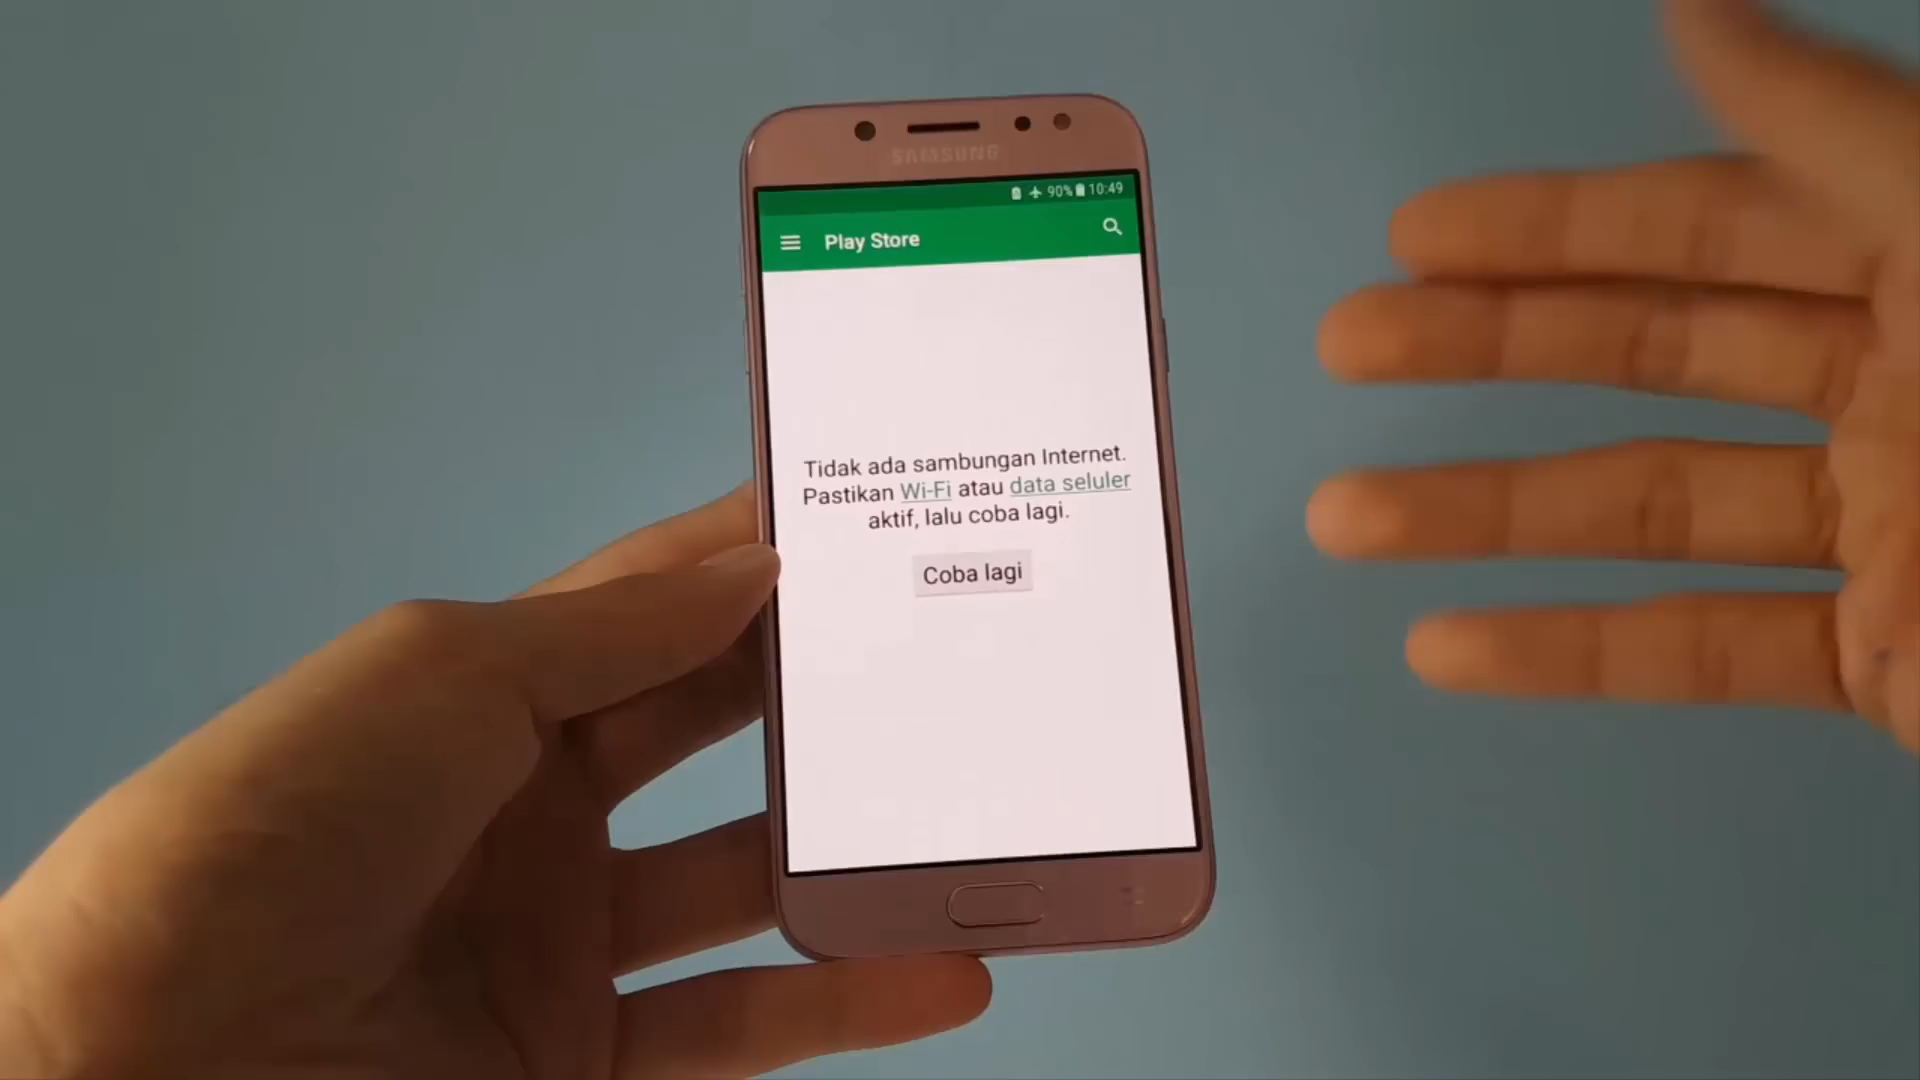 SAMSUNG
90% 10:49
Play Store
Tidak ada sambungan Internet.
Pastikan Wi-Fi atau data seluler
aktif, lalu coba lagi.
Coba lagi